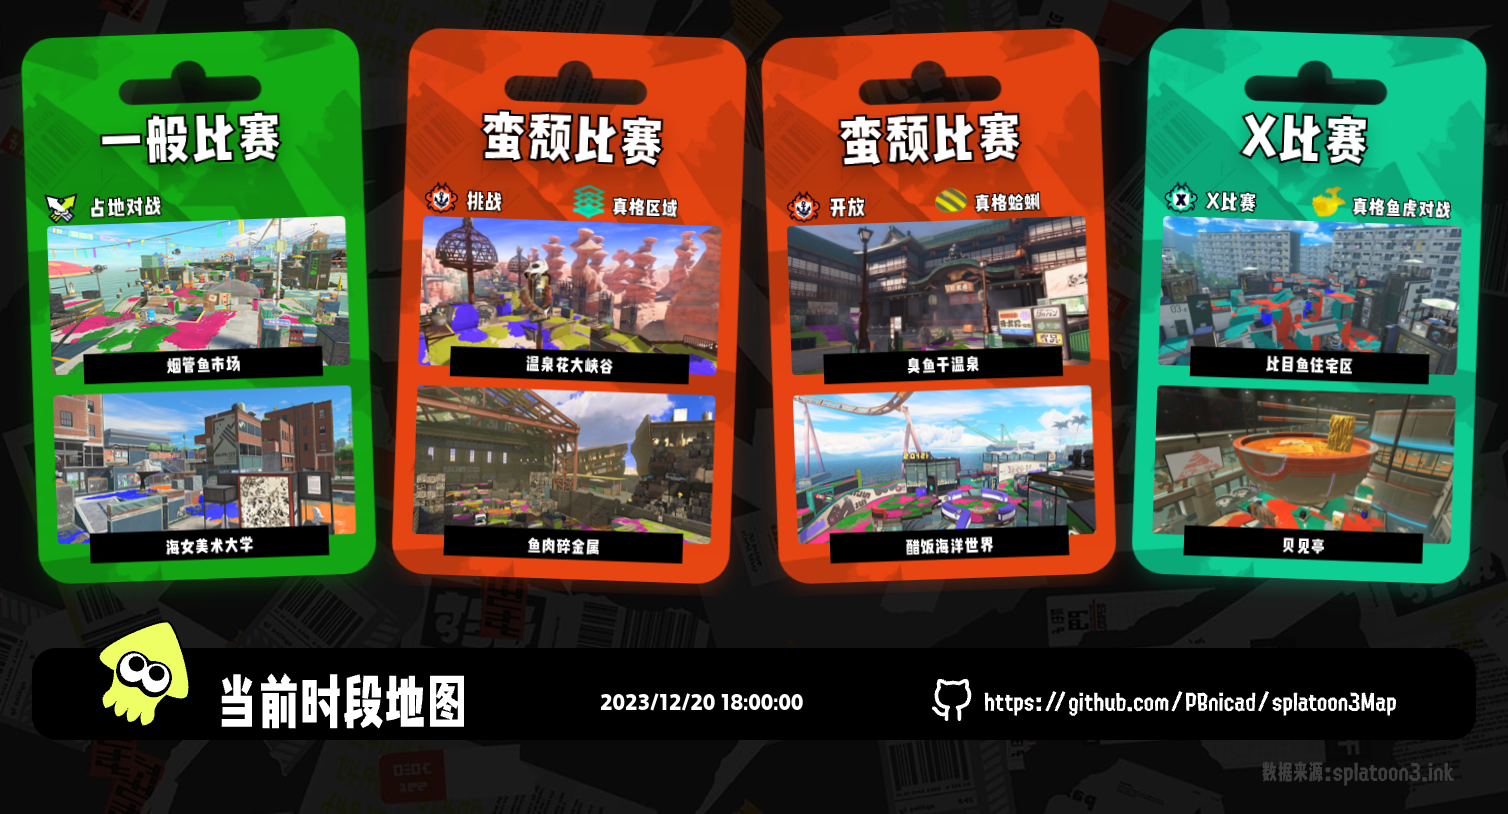 一般比赛
占地对战
烟管鱼市场
海女美术大学
蛮颓比赛
挑战
真格区域
温泉花大峡谷
鱼肉碎金属
蛮颓比赛
开放
真格蛤蜊
臭鱼干温泉
醋饭海洋世界
X比赛
X比赛
真格鱼虎对战
比目鱼住宅区
贝见亭
当前时段地图
2023/12/20 18:00:00
https://github.com/PBnicad/splatoon3Map
数据来源:splatoon3.ink